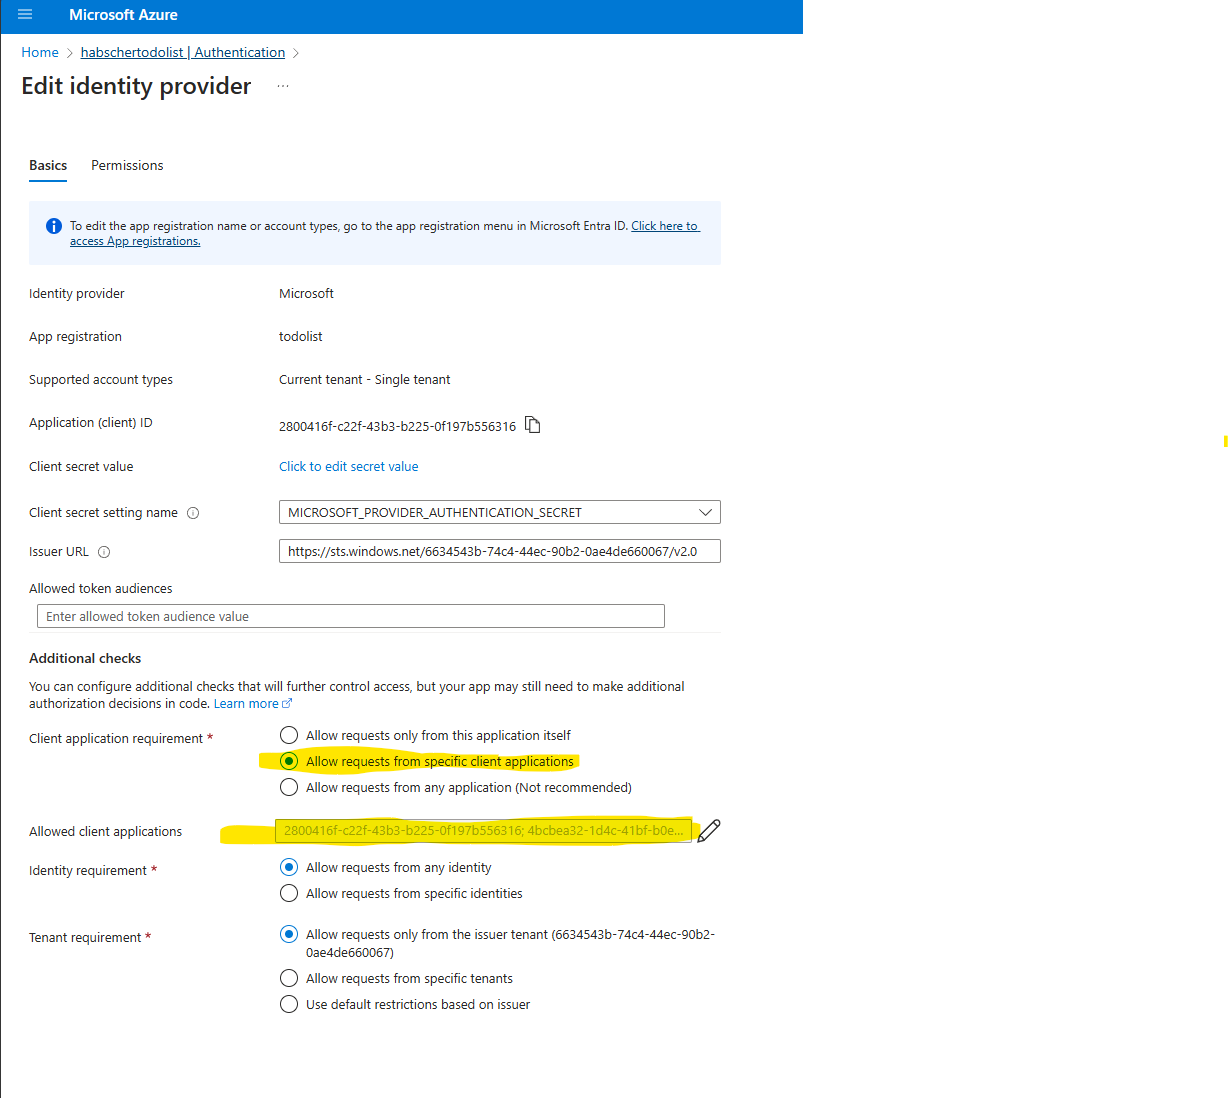 Microsoft Azure
Home > habschertodolist | Authentication >
Edit identity provider ...
Basics Permissions
To edit the app registration name or account types, go to the app registration menu in Microsoft Entra ID. Click here to
access App registrations.
Identity provider Microsoft
App registration todolist
Supported account types Current tenant - Single tenant
Application (client) ID 2800416f-c22f-43b3-b225-0f197b556316
Client secret value Click to edit secret value
Client secret setting name MICROSOFT_PROVIDER_AUTHENTICATION_SECRET
Issuer URL https://sts.windows.net/6634543b-74c4-44ec-90b2-0ae4de660067/v2.0
Allowed token audiences
Enter allowed token audience value
Additional checks
You can configure additional checks that will further control access, but your app may still need to make additional
authorization decisions in code. Learn more
Client application requirement * Allow requests only from this application itself
Allow requests from specific client applications
Allow requests from any application (Not recommended)
Allowed client applications 2800416f-c22f-43b3-b225-0f197b556316; 4bcbea32-1d4c-41bf-b0e...
Identity requirement * Allow requests from any identity
Allow requests from specific identities
Tenant requirement * Allow requests only from the issuer tenant (6634543b-74c4-44ec-90b2-
0ae4de660067)
Allow requests from specific tenants
Use default restrictions based on issuer